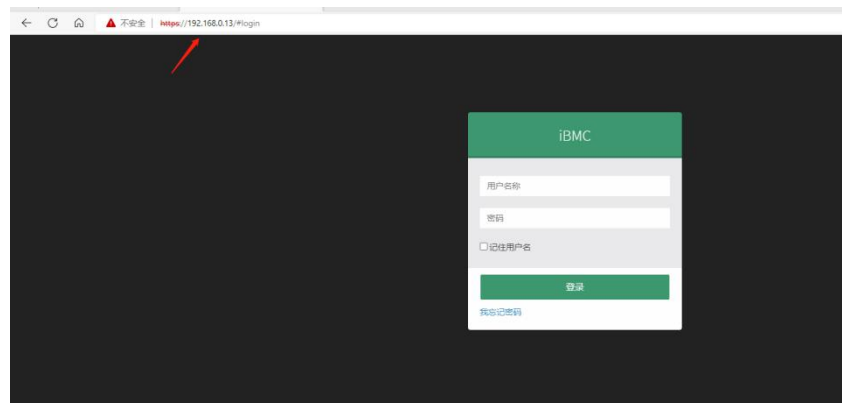 不安全 | https://192.168.0.13/#login
iBMC
用户名称
密码
记住用户名
登录
我忘记密码